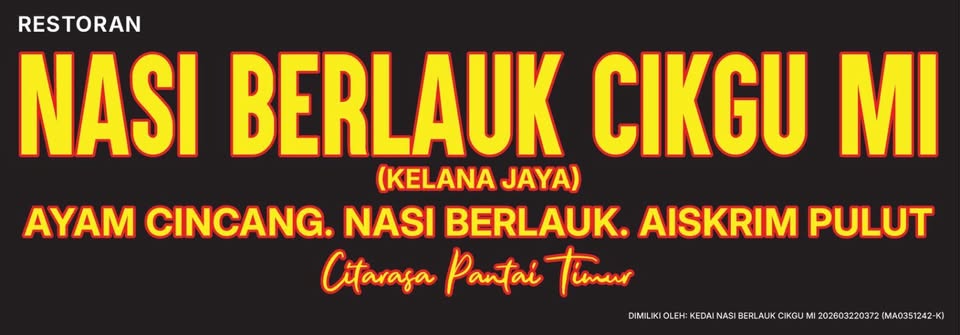 RESTORAN
NASI BERLAUK CIKGU MI
(KELANA JAYA)
AYAM CINCANG. NASI BERLAUK. AISKRIM PULUT
Citarasa Pantai Timur
DIMILIKI OLEH: KEDAI NASI BERLAUK CIKGU MI 202603220372 (MA0351242-K)